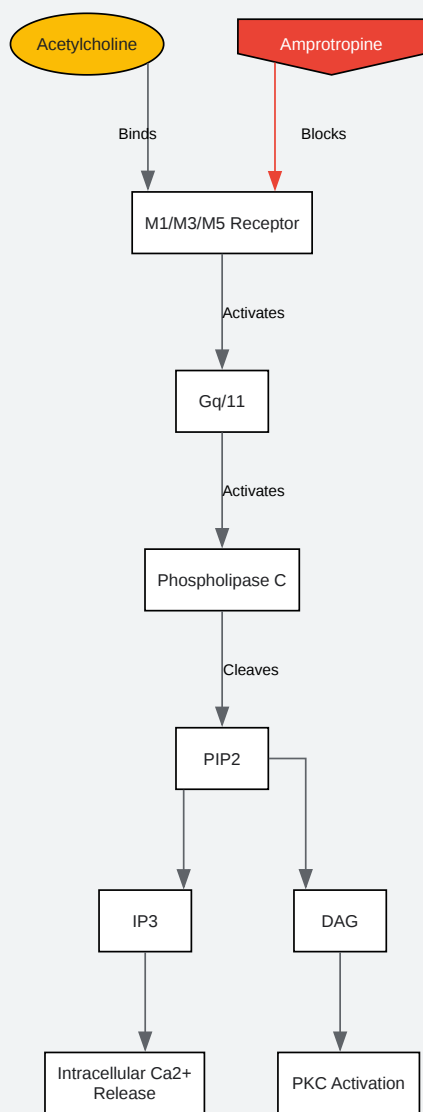 Acetylcholine
Amprotropine
Binds
Blocks
M1/M3/M5 Receptor
Activates
Gq/11
Activates
Phospholipase C
Cleaves
PIP2
IP3
DAG
Intracellular Ca2+
Release
PKC Activation